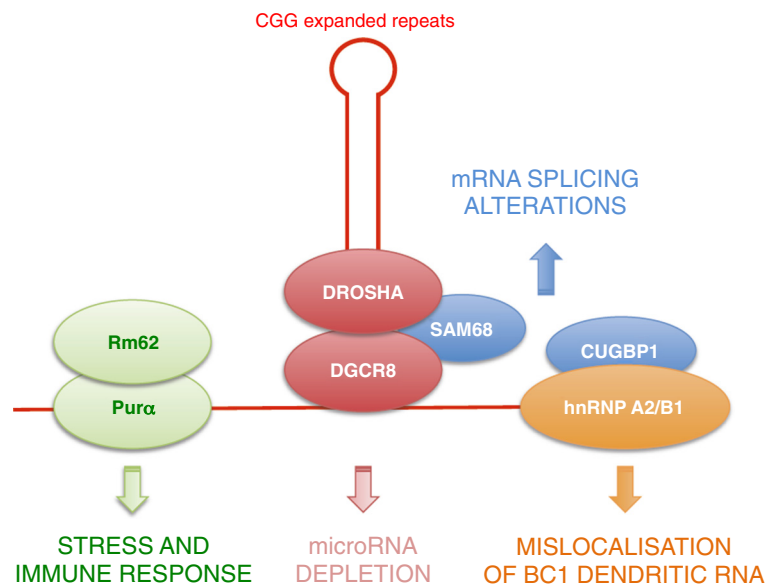 CGG expanded repeats
mRNA SPLICING
ALTERATIONS
DROSHA
SAM68
Rm62
CUGBP1
DGCR8
Purα
hnRNP A2/B1
STRESS AND
IMMUNE RESPONSE
microRNA
DEPLETION
MISLOCALISATION
OF BC1 DENDRITIC RNA